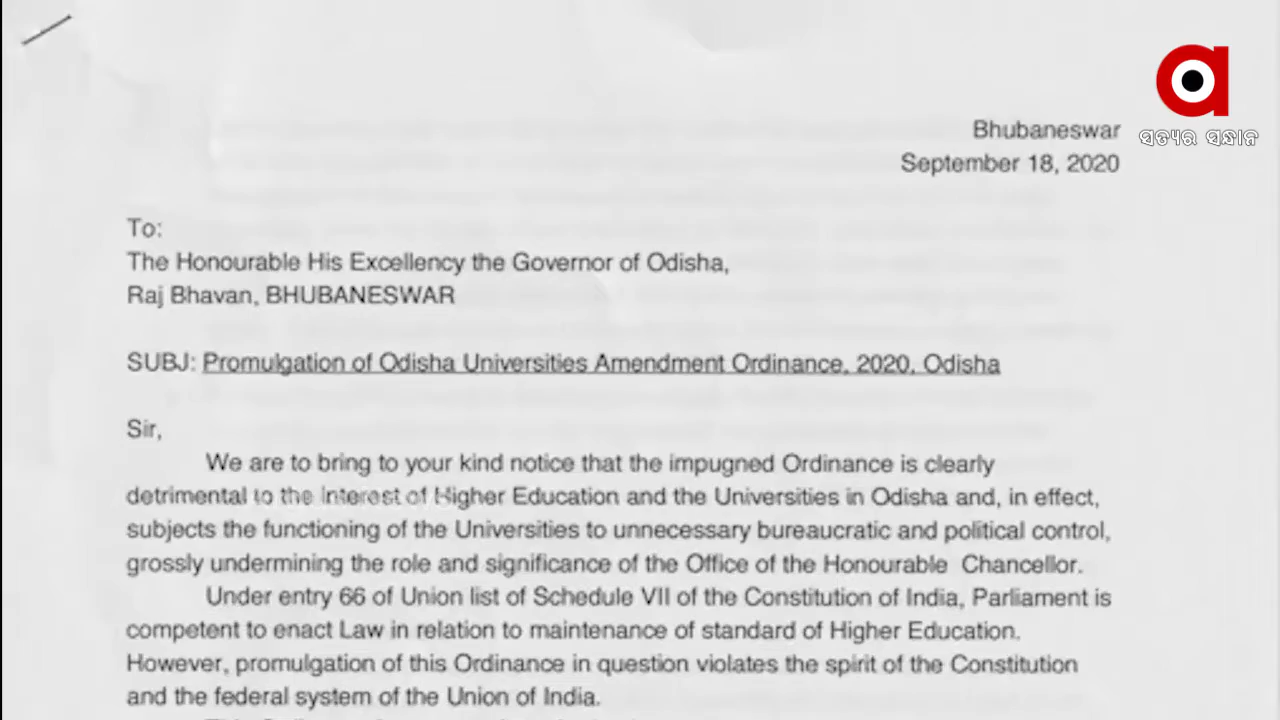 ସତ୍ୟର ସନ୍ଧାନ
Bhubaneswar
September 18, 2020
To:
The Honourable His Excellency the Governor of Odisha,
Raj Bhavan, BHUBANESWAR
SUBJ: Promulgation of Odisha Universities Amendment Ordinance, 2020, Odisha
Sir,
We are to bring to your kind notice that the impugned Ordinance is clearly
detrimental to the interest of Higher Education and the Universities in Odisha and, in effect,
subjects the functioning of the Universities to unnecessary bureaucratic and political control,
grossly undermining the role and significance of the Office of the Honourable Chancellor.
Under entry 66 of Union list of Schedule VII of the Constitution of India, Parliament is
competent to enact Law in relation to maintenance of standard of Higher Education.
However, promulgation of this Ordinance in question violates the spirit of the Constitution
and the federal system of the Union of India.